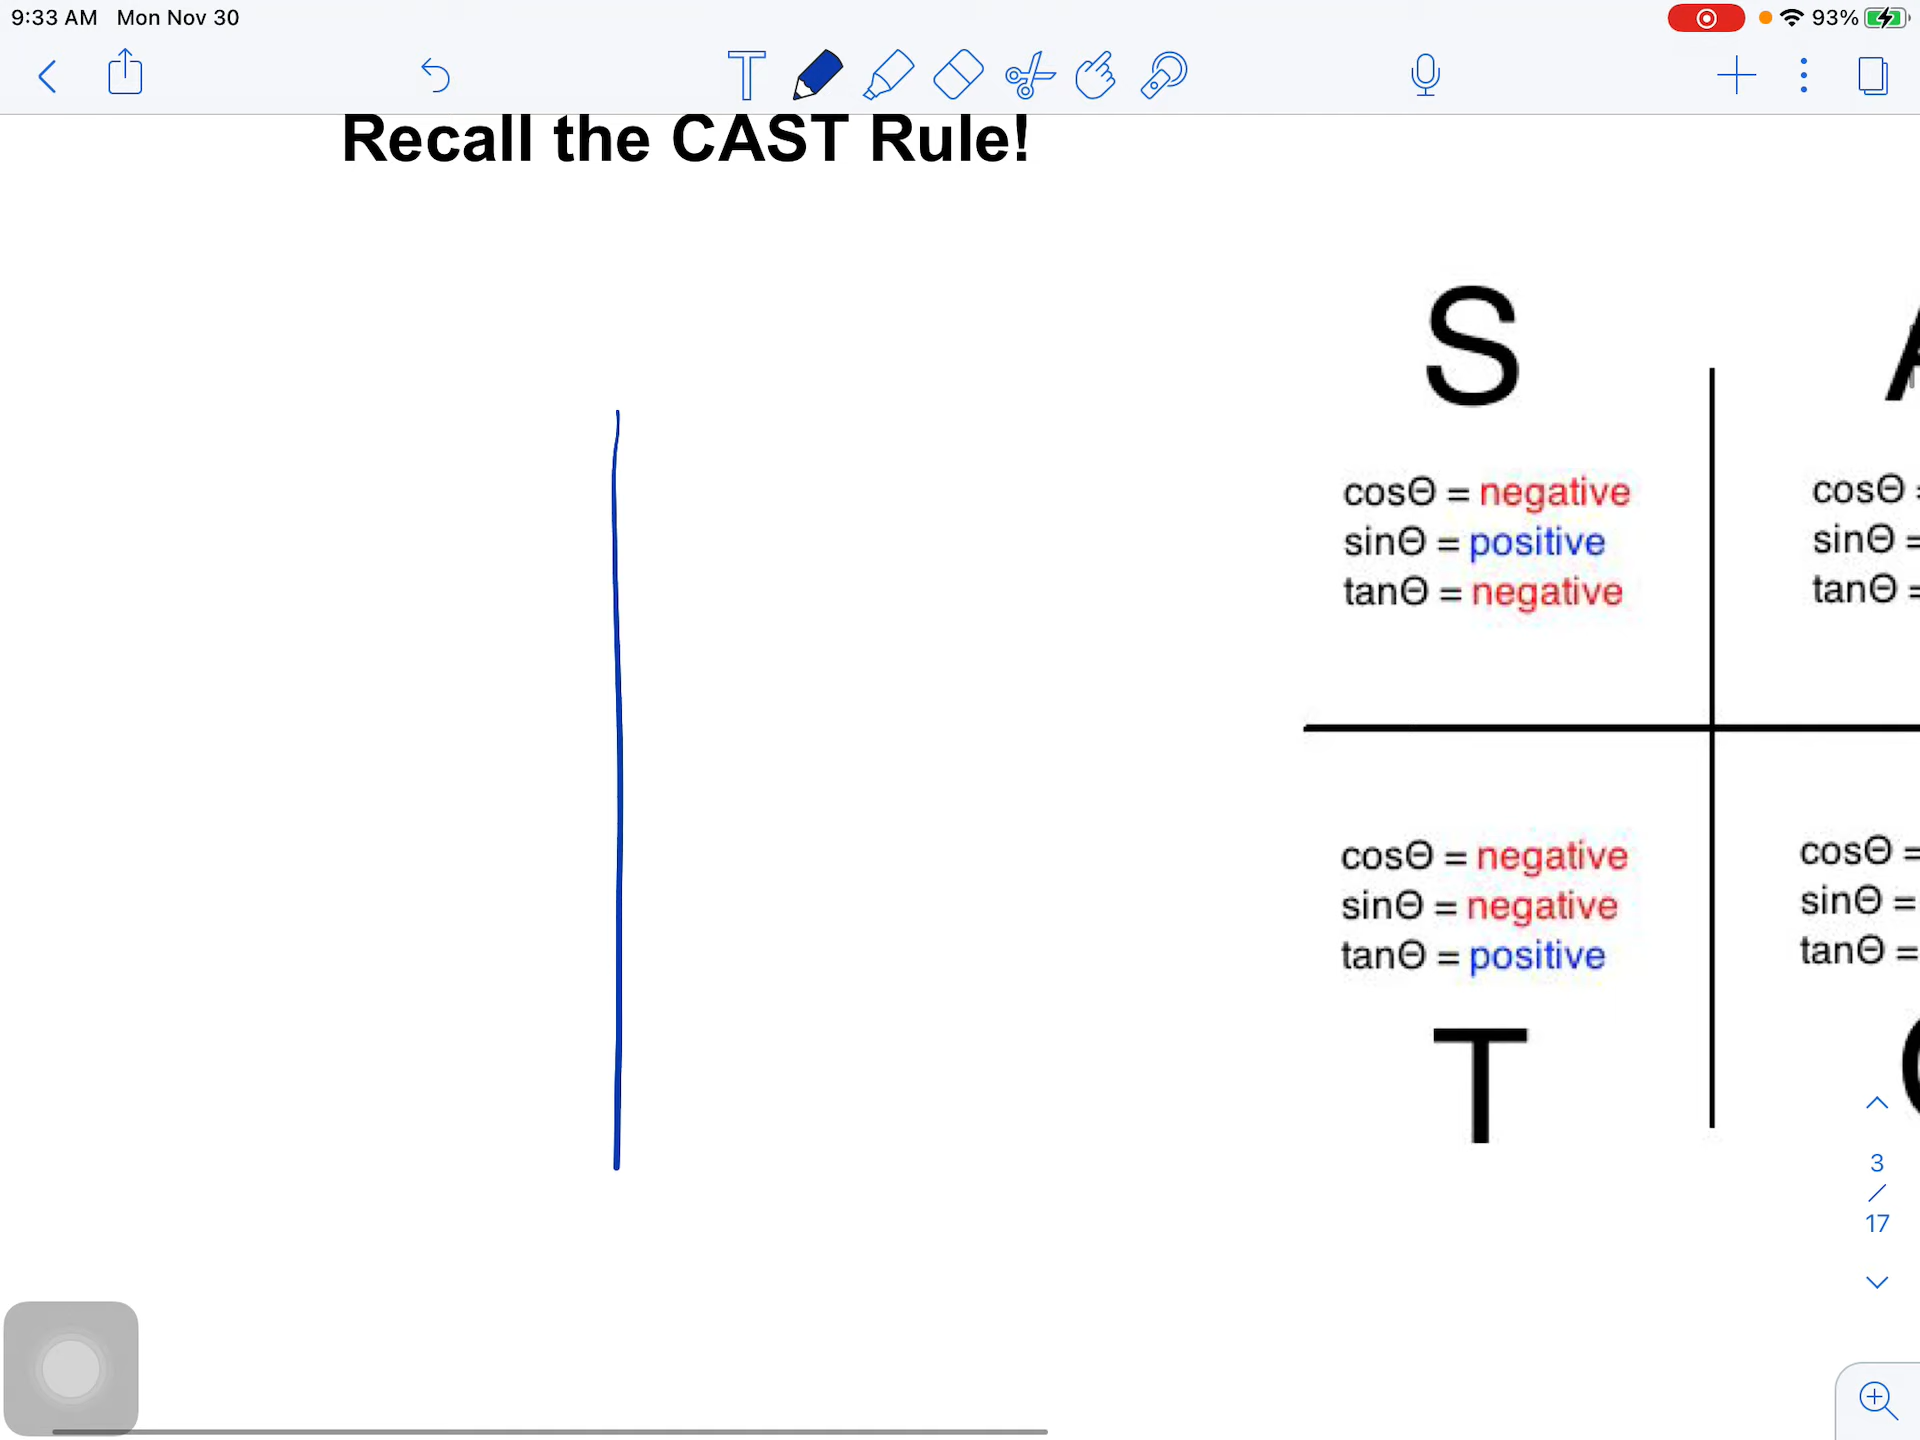 9:33 AM Mon Nov 30
93%
T
Recall the CAST Rule!
S
A
cosΘ = negative
sinΘ = positive
tanΘ = negative
cosΘ =
sinΘ =
tanΘ =
cosΘ = negative
sinΘ = negative
tanΘ = positive
T
cosΘ =
sinΘ =
tanΘ =
C
3
/
17